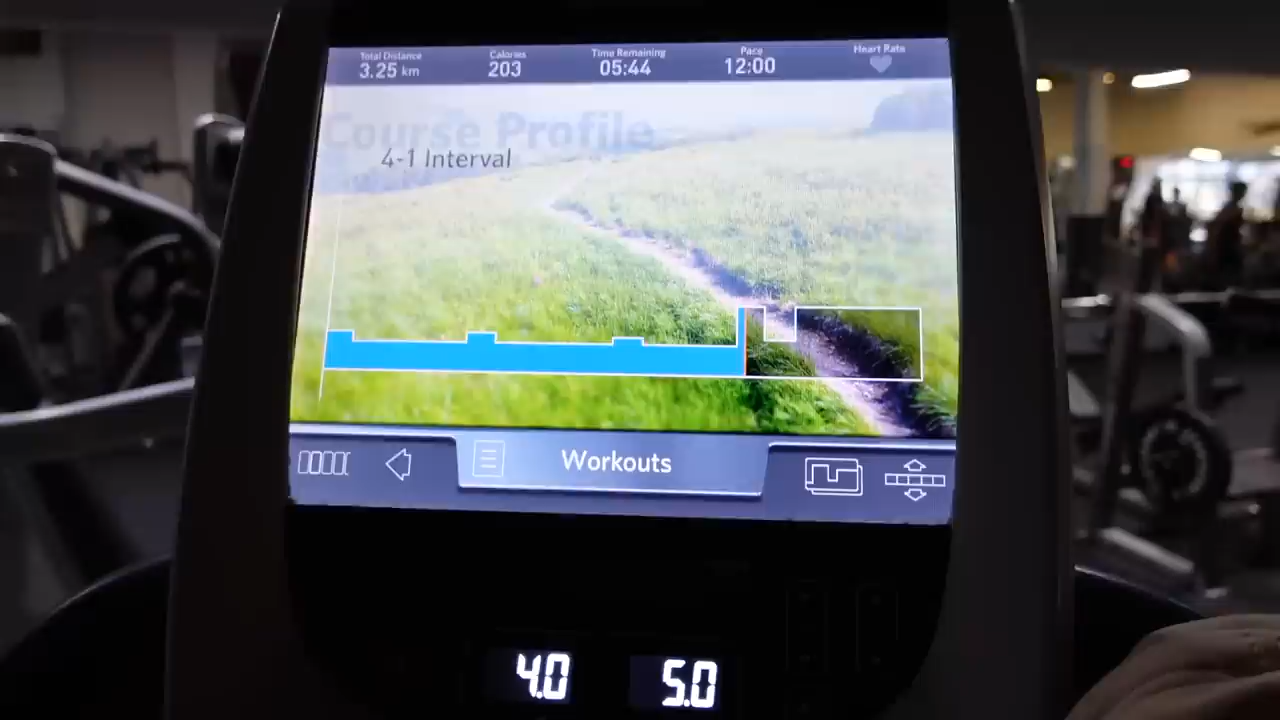 Total Distance
3.25 km
Calories
203
Time Remaining
05:44
Pace
12:00
Heart Rate
Course Profile
4-1 Interval
Workouts
4.0
5.0